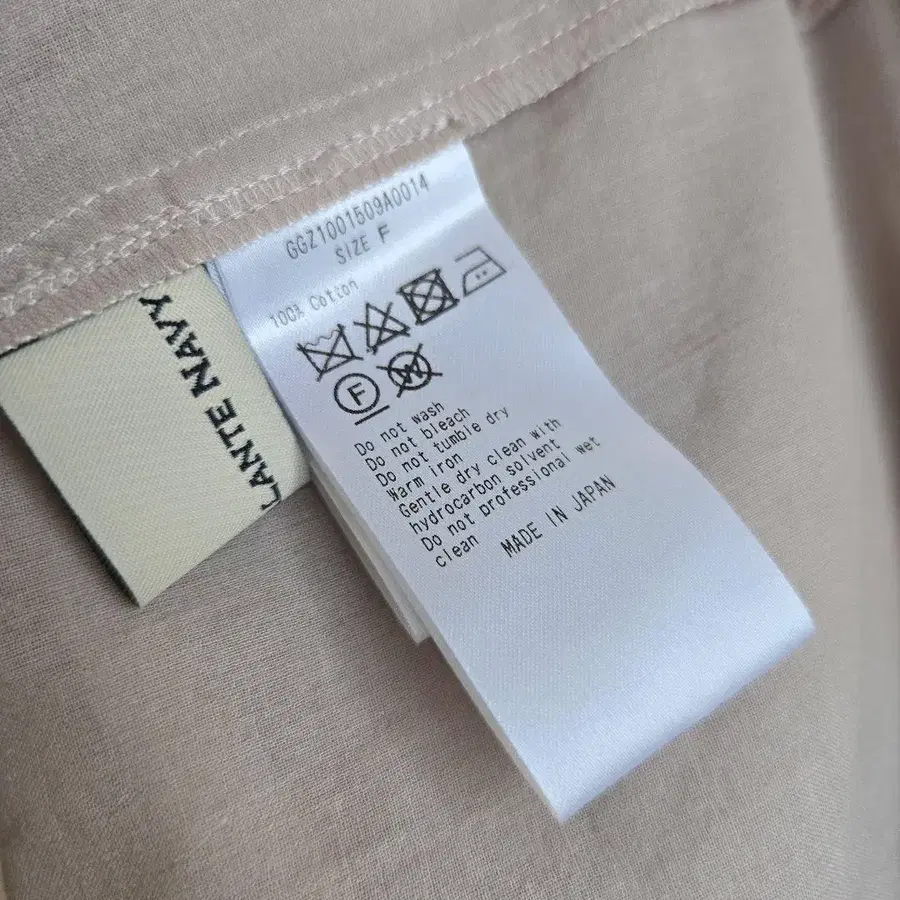 GGZ1001509A0014
SIZE F
100% Cotton
F
W
Do not wash
Do not bleach
Do not tumble dry
Warm iron
Gentle dry clean with
hydrocarbon solvent
Do not professional wet
clean
MADE IN JAPAN
LANTE NAVY